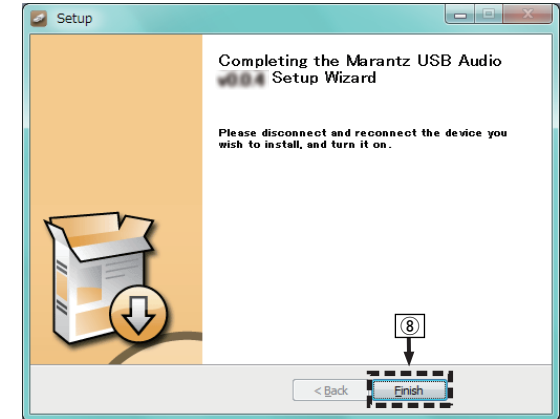 Setup
Completing the Marantz USB Audio
Setup Wizard
Please disconnect and reconnect the device you
wish to install, and turn it on.
⑧
< Back
Finish